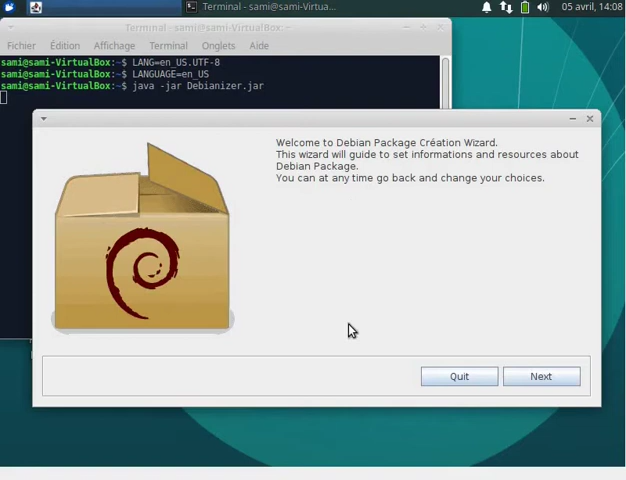 Terminal - sami@sami-Virtua...
05 avril, 14:08
Terminal - sami@sami-VirtualBox: ~
Fichier Édition Affichage Terminal Onglets Aide
sami@sami-VirtualBox:~$ LANG=en_US.UTF-8
sami@sami-VirtualBox:~$ LANGUAGE=en_US
sami@sami-VirtualBox:~$ java -jar Debianizer.jar
Welcome to Debian Package Création Wizard.
This wizard will guide to set informations and resources about
Debian Package.
You can at any time go back and change your choices.
Quit
Next